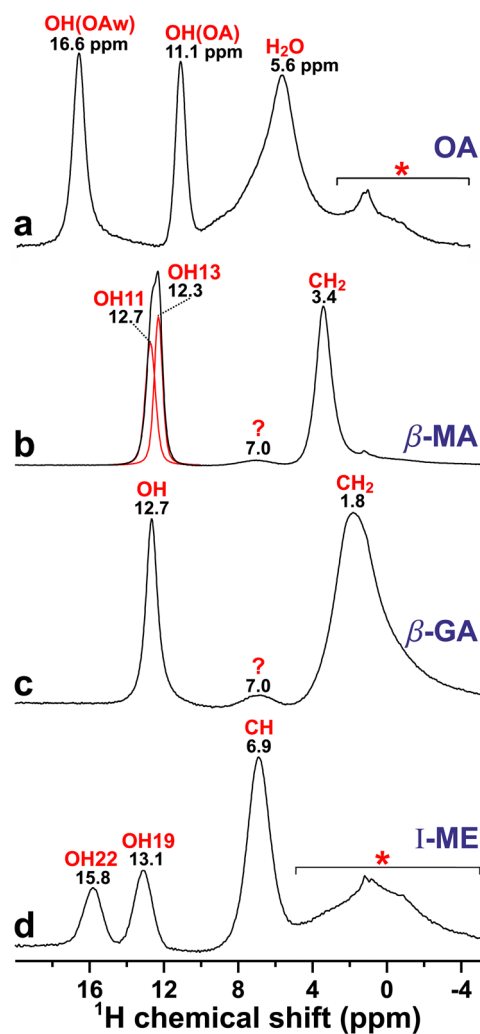 OH(OAw)
16.6 ppm
OH(OA)
11.1 ppm
H₂O
5.6 ppm
OA
*
a
OH13
12.3
OH11
12.7
CH₂
3.4
?
7.0
b
β-MA
OH
12.7
CH₂
1.8
β-GA
?
7.0
c
CH
6.9
I-ME
OH22
15.8
OH19
13.1
*
d
16 12 8 4 0 -4
¹H chemical shift (ppm)